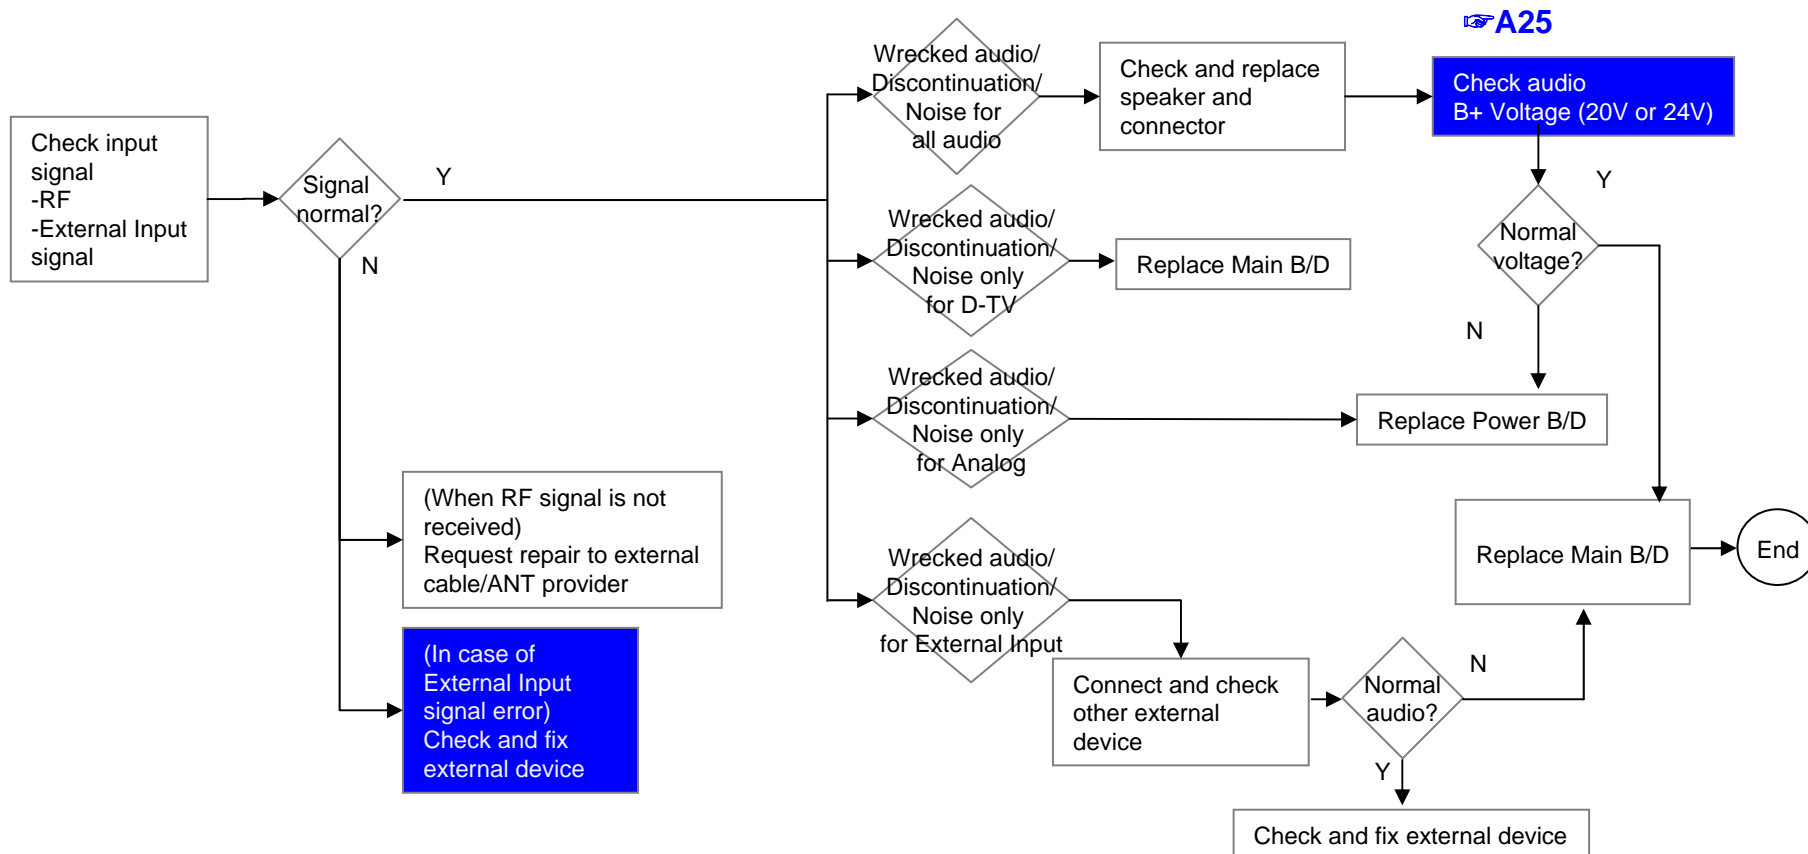 ☞A25
Check input
signal
-RF
-External Input
signal
Signal
normal?
Y
N
(When RF signal is not
received)
Request repair to external
cable/ANT provider
(In case of
External Input
signal error)
Check and fix
external device
Wrecked audio/
Discontinuation/
Noise for
all audio
Check and replace
speaker and
connector
Check audio
B+ Voltage (20V or 24V)
Normal
voltage?
Y
N
Wrecked audio/
Discontinuation/
Noise only
for D-TV
Replace Main B/D
Wrecked audio/
Discontinuation/
Noise only
for Analog
Replace Power B/D
Wrecked audio/
Discontinuation/
Noise only
for External Input
Connect and check
other external
device
Normal
audio?
N
Y
Replace Main B/D
End
Check and fix external device